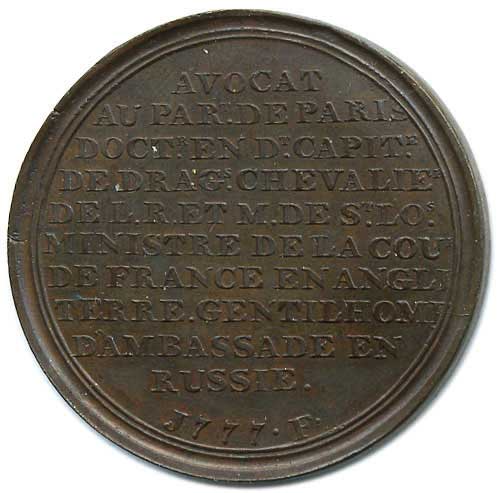 AVOCAT
AU PAR.T DE PARIS
DOCT.R EN D.T CAPIT.E
DE DRAG.S CHEVALIE.R
DE L.R.ET M.DE S.T LO.S
MINISTRE DE LA COU
DE FRANCE EN ANGL
TERRE.GENTILHOM
D'AMBASSADE EN
RUSSIE.
1777.F.